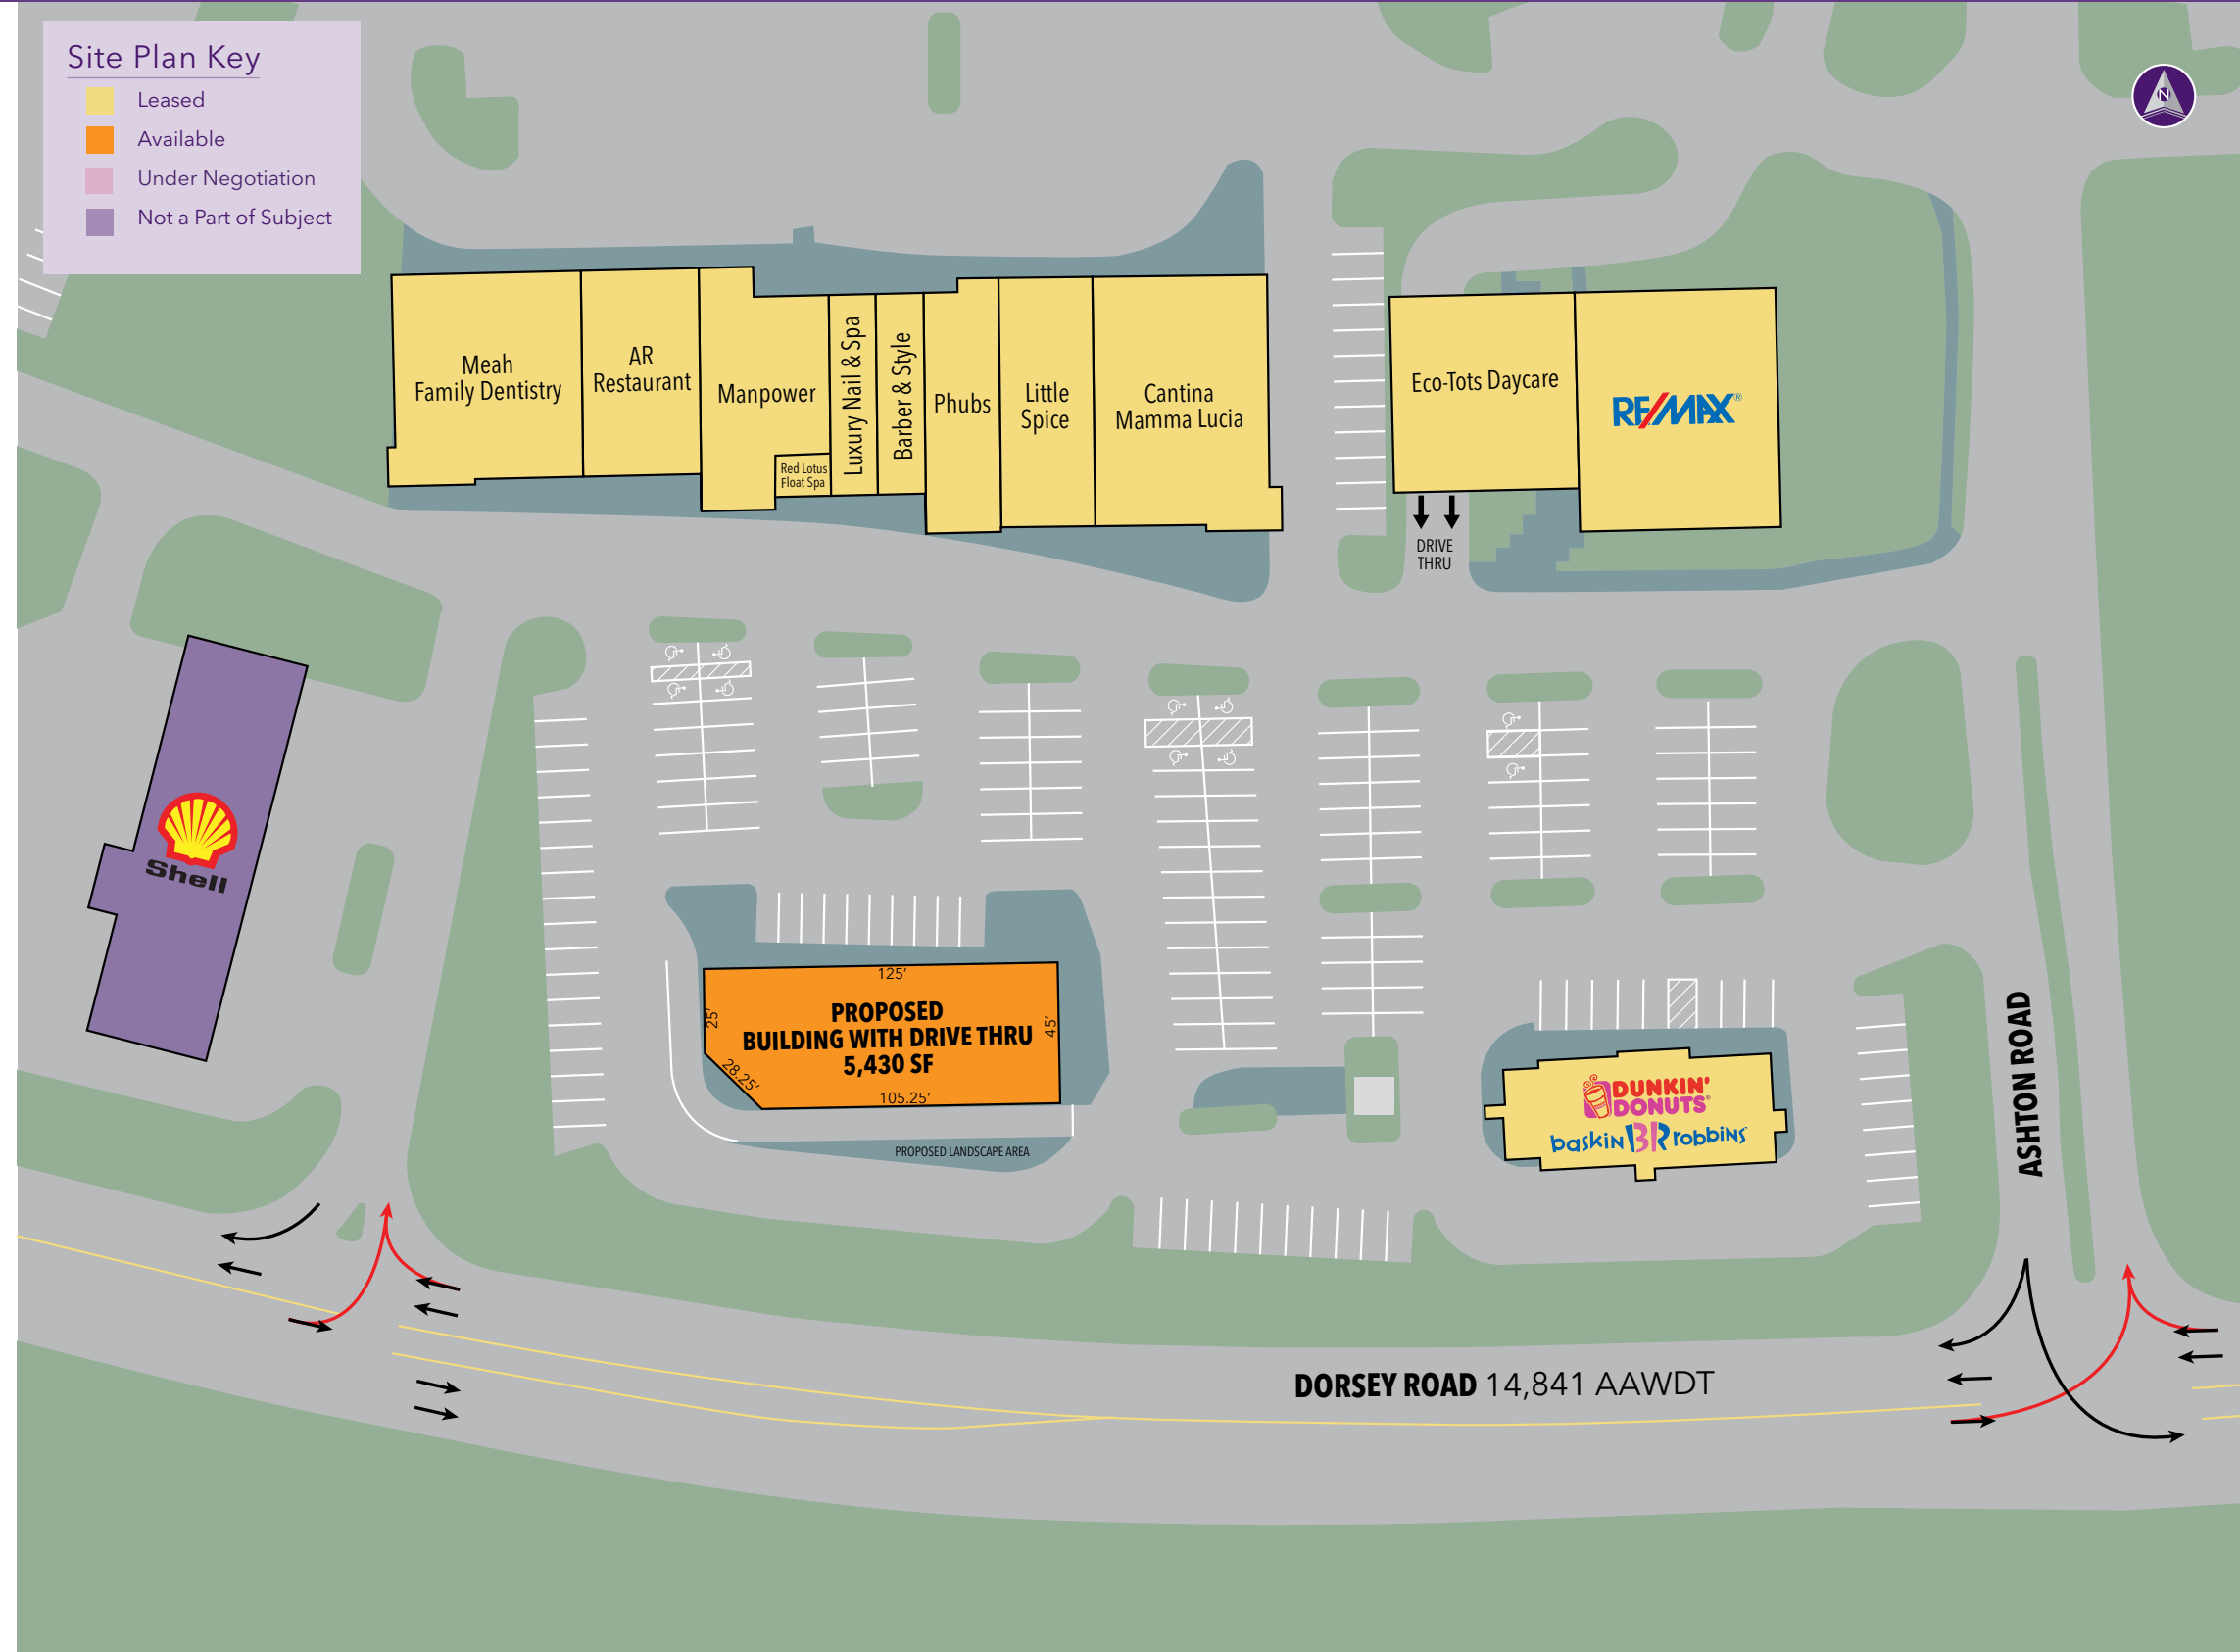 Site Plan Key
Leased
Available
Under Negotiation
Not a Part of Subject
N
Meah
Family Dentistry
AR
Restaurant
Manpower
Red Lotus
Float Spa
Luxury Nail & Spa
Barber & Style
Phubs
Little
Spice
Cantina
Mamma Lucia
Eco-Tots Daycare
RE/MAX®
DRIVE
THRU
Shell
125’
25’
PROPOSED
BUILDING WITH DRIVE THRU
5,430 SF
45’
28.25’
105.25’
PROPOSED LANDSCAPE AREA
DUNKIN'
DONUTS®
baskin BR robbins
ASHTON ROAD
DORSEY ROAD 14,841 AAWDT